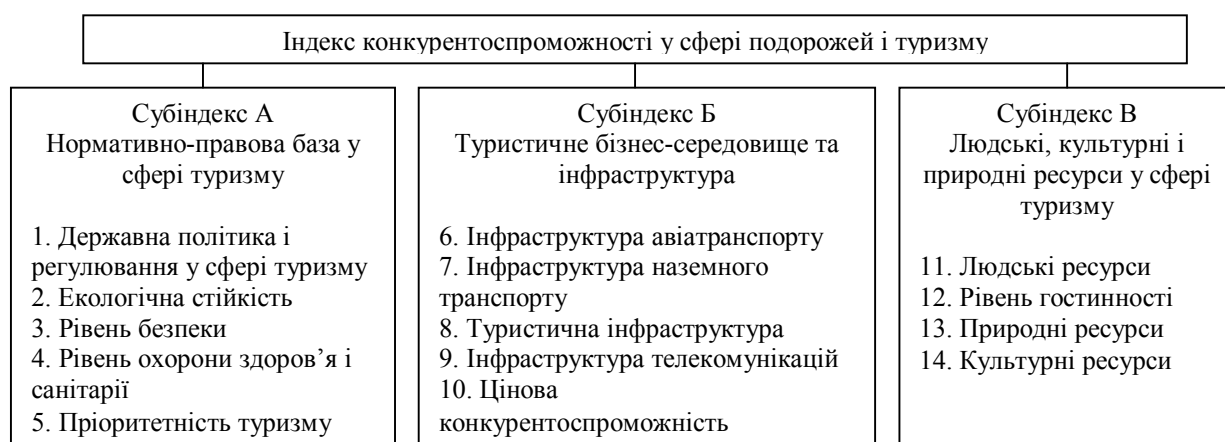 Індекс конкурентоспроможності у сфері подорожей і туризму
Субіндекс А
Нормативно-правова база у
сфері туризму
1. Державна політика і
регулювання у сфері туризму
2. Екологічна стійкість
3. Рівень безпеки
4. Рівень охорони здоров’я і
санітарії
5. Пріоритетність туризму
Субіндекс Б
Туристичне бізнес-середовище та
інфраструктура
6. Інфраструктура авіатранспорту
7. Інфраструктура наземного
транспорту
8. Туристична інфраструктура
9. Інфраструктура телекомунікацій
10. Цінова
конкурентоспроможність
Субіндекс В
Людські, культурні і
природні ресурси у сфері
туризму
11. Людські ресурси
12. Рівень гостинності
13. Природні ресурси
14. Культурні ресурси